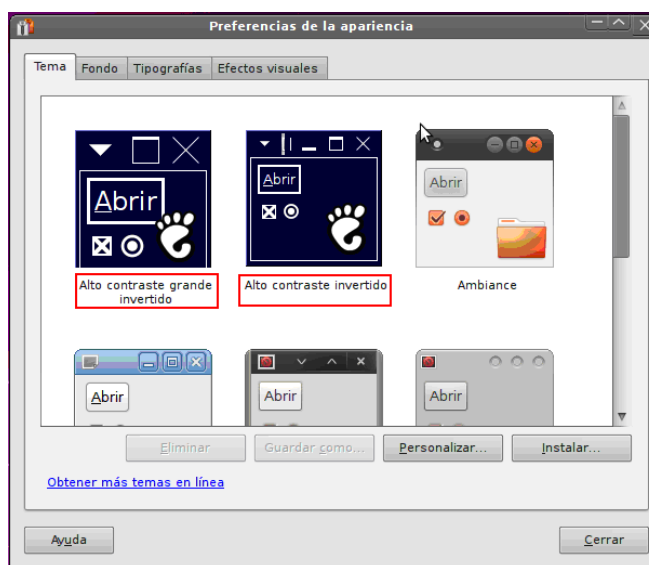 Preferencias de la apariencia
Tema Fondo Tipografías Efectos visuales
Abrir Abrir Abrir
Alto contraste grande invertido Alto contraste invertido Ambiance
Abrir Abrir Abrir
Eliminar Guardar como... Personalizar... Instalar...
Obtener más temas en línea
Ayuda Cerrar